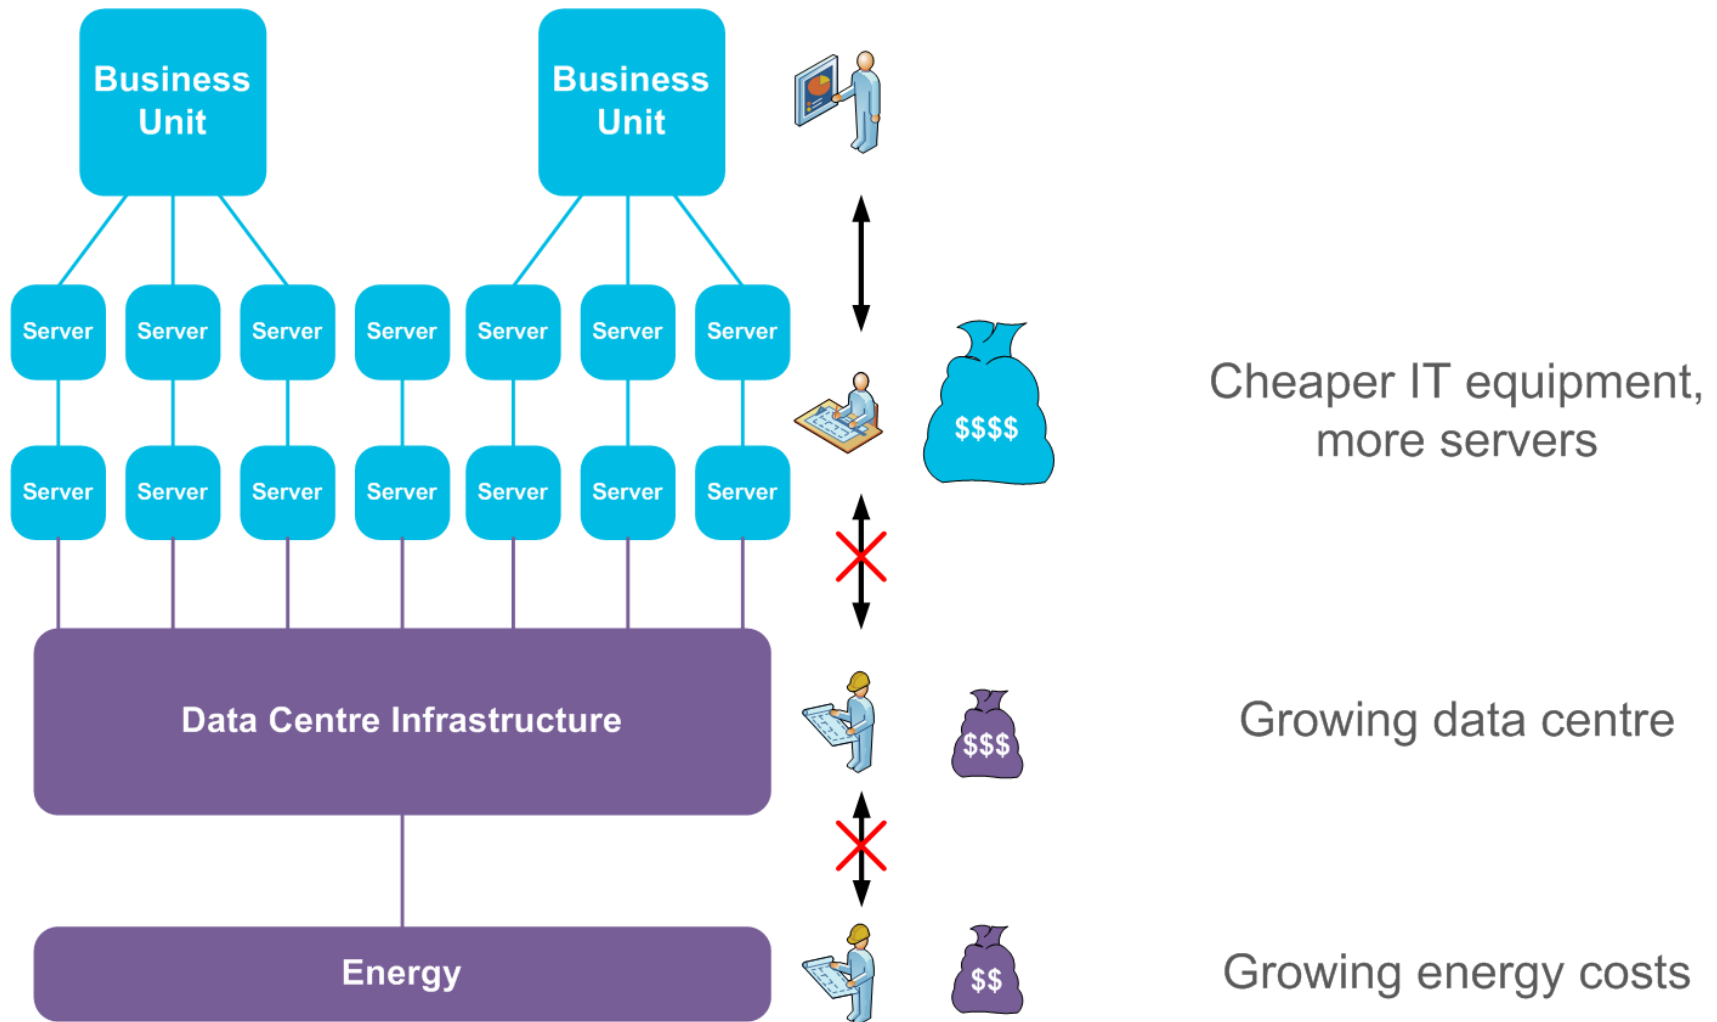 Business
Unit
Business
Unit
Server Server Server Server Server Server Server
$$$$
Cheaper IT equipment,
more servers
Server Server Server Server Server Server Server
Data Centre Infrastructure
$$$
Growing data centre
Energy
$$
Growing energy costs